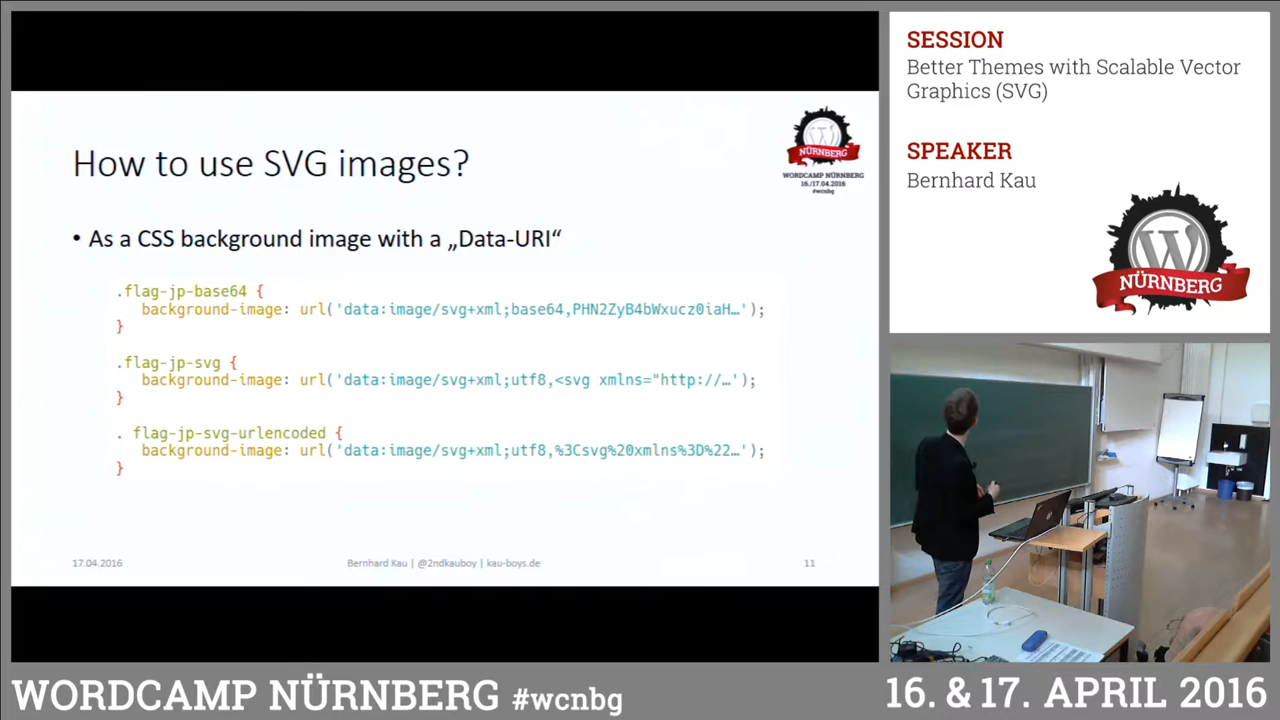 How to use SVG images?
W
NÜRNBERG
WORDCAMP NÜRNBERG
16./17.04.2016
#wcnbg
• As a CSS background image with a „Data-URI“
.flag-jp-base64 {
background-image: url('data:image/svg+xml;base64,PHN2ZyB4bWxucz0iaH…');
}
.flag-jp-svg {
background-image: url('data:image/svg+xml;utf8,<svg xmlns="http://…');
}
. flag-jp-svg-urlencoded {
background-image: url('data:image/svg+xml;utf8,%3Csvg%20xmlns%3D%22…');
}
17.04.2016
Bernhard Kau | @2ndkauboy | kau-boys.de
11
SESSION
Better Themes with Scalable Vector
Graphics (SVG)
SPEAKER
Bernhard Kau
W
NÜRNBERG
WORDCAMP NÜRNBERG #wcnbg
16. & 17. APRIL 2016